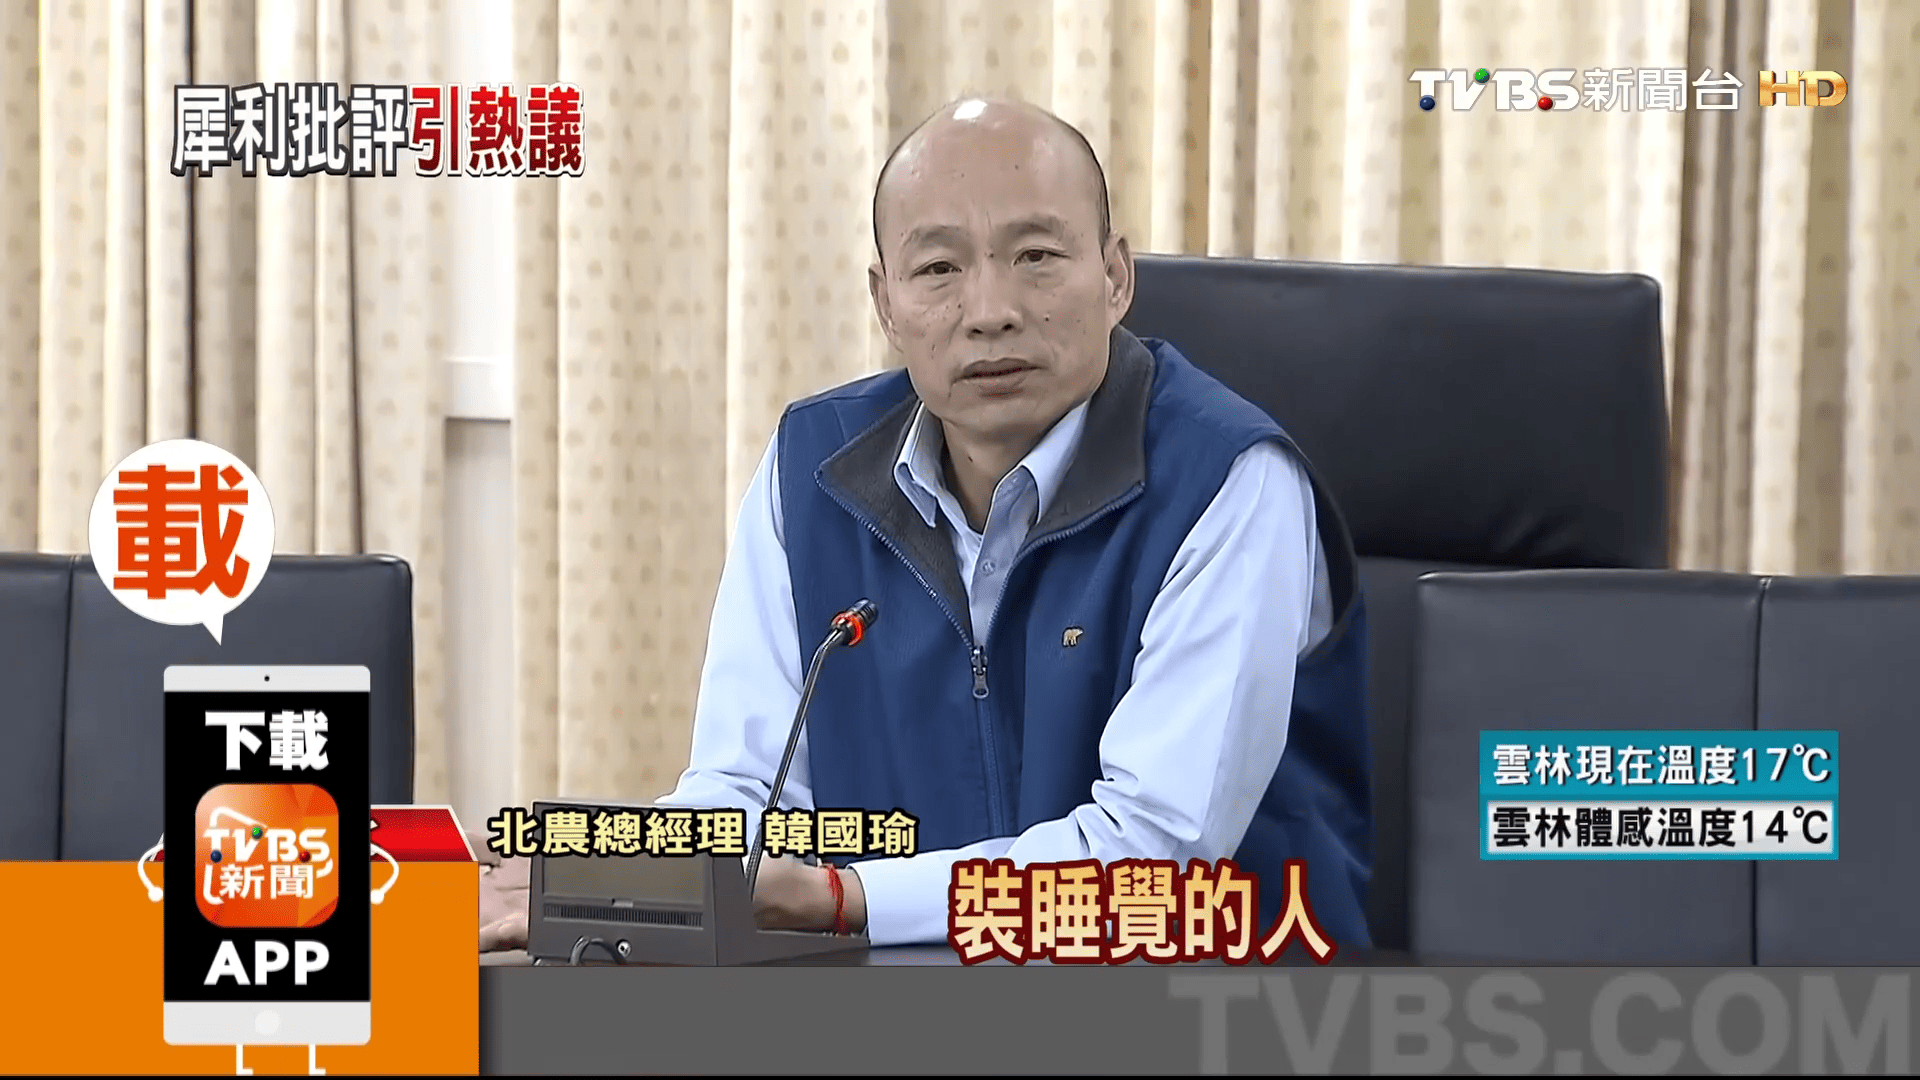 犀利批評引熱議
TVBS新聞台 HD
載
下載
TVBS
新聞
APP
雲林現在溫度17℃
雲林體感溫度14℃
北農總經理 韓國瑜
裝睡覺的人
TVBS.COM